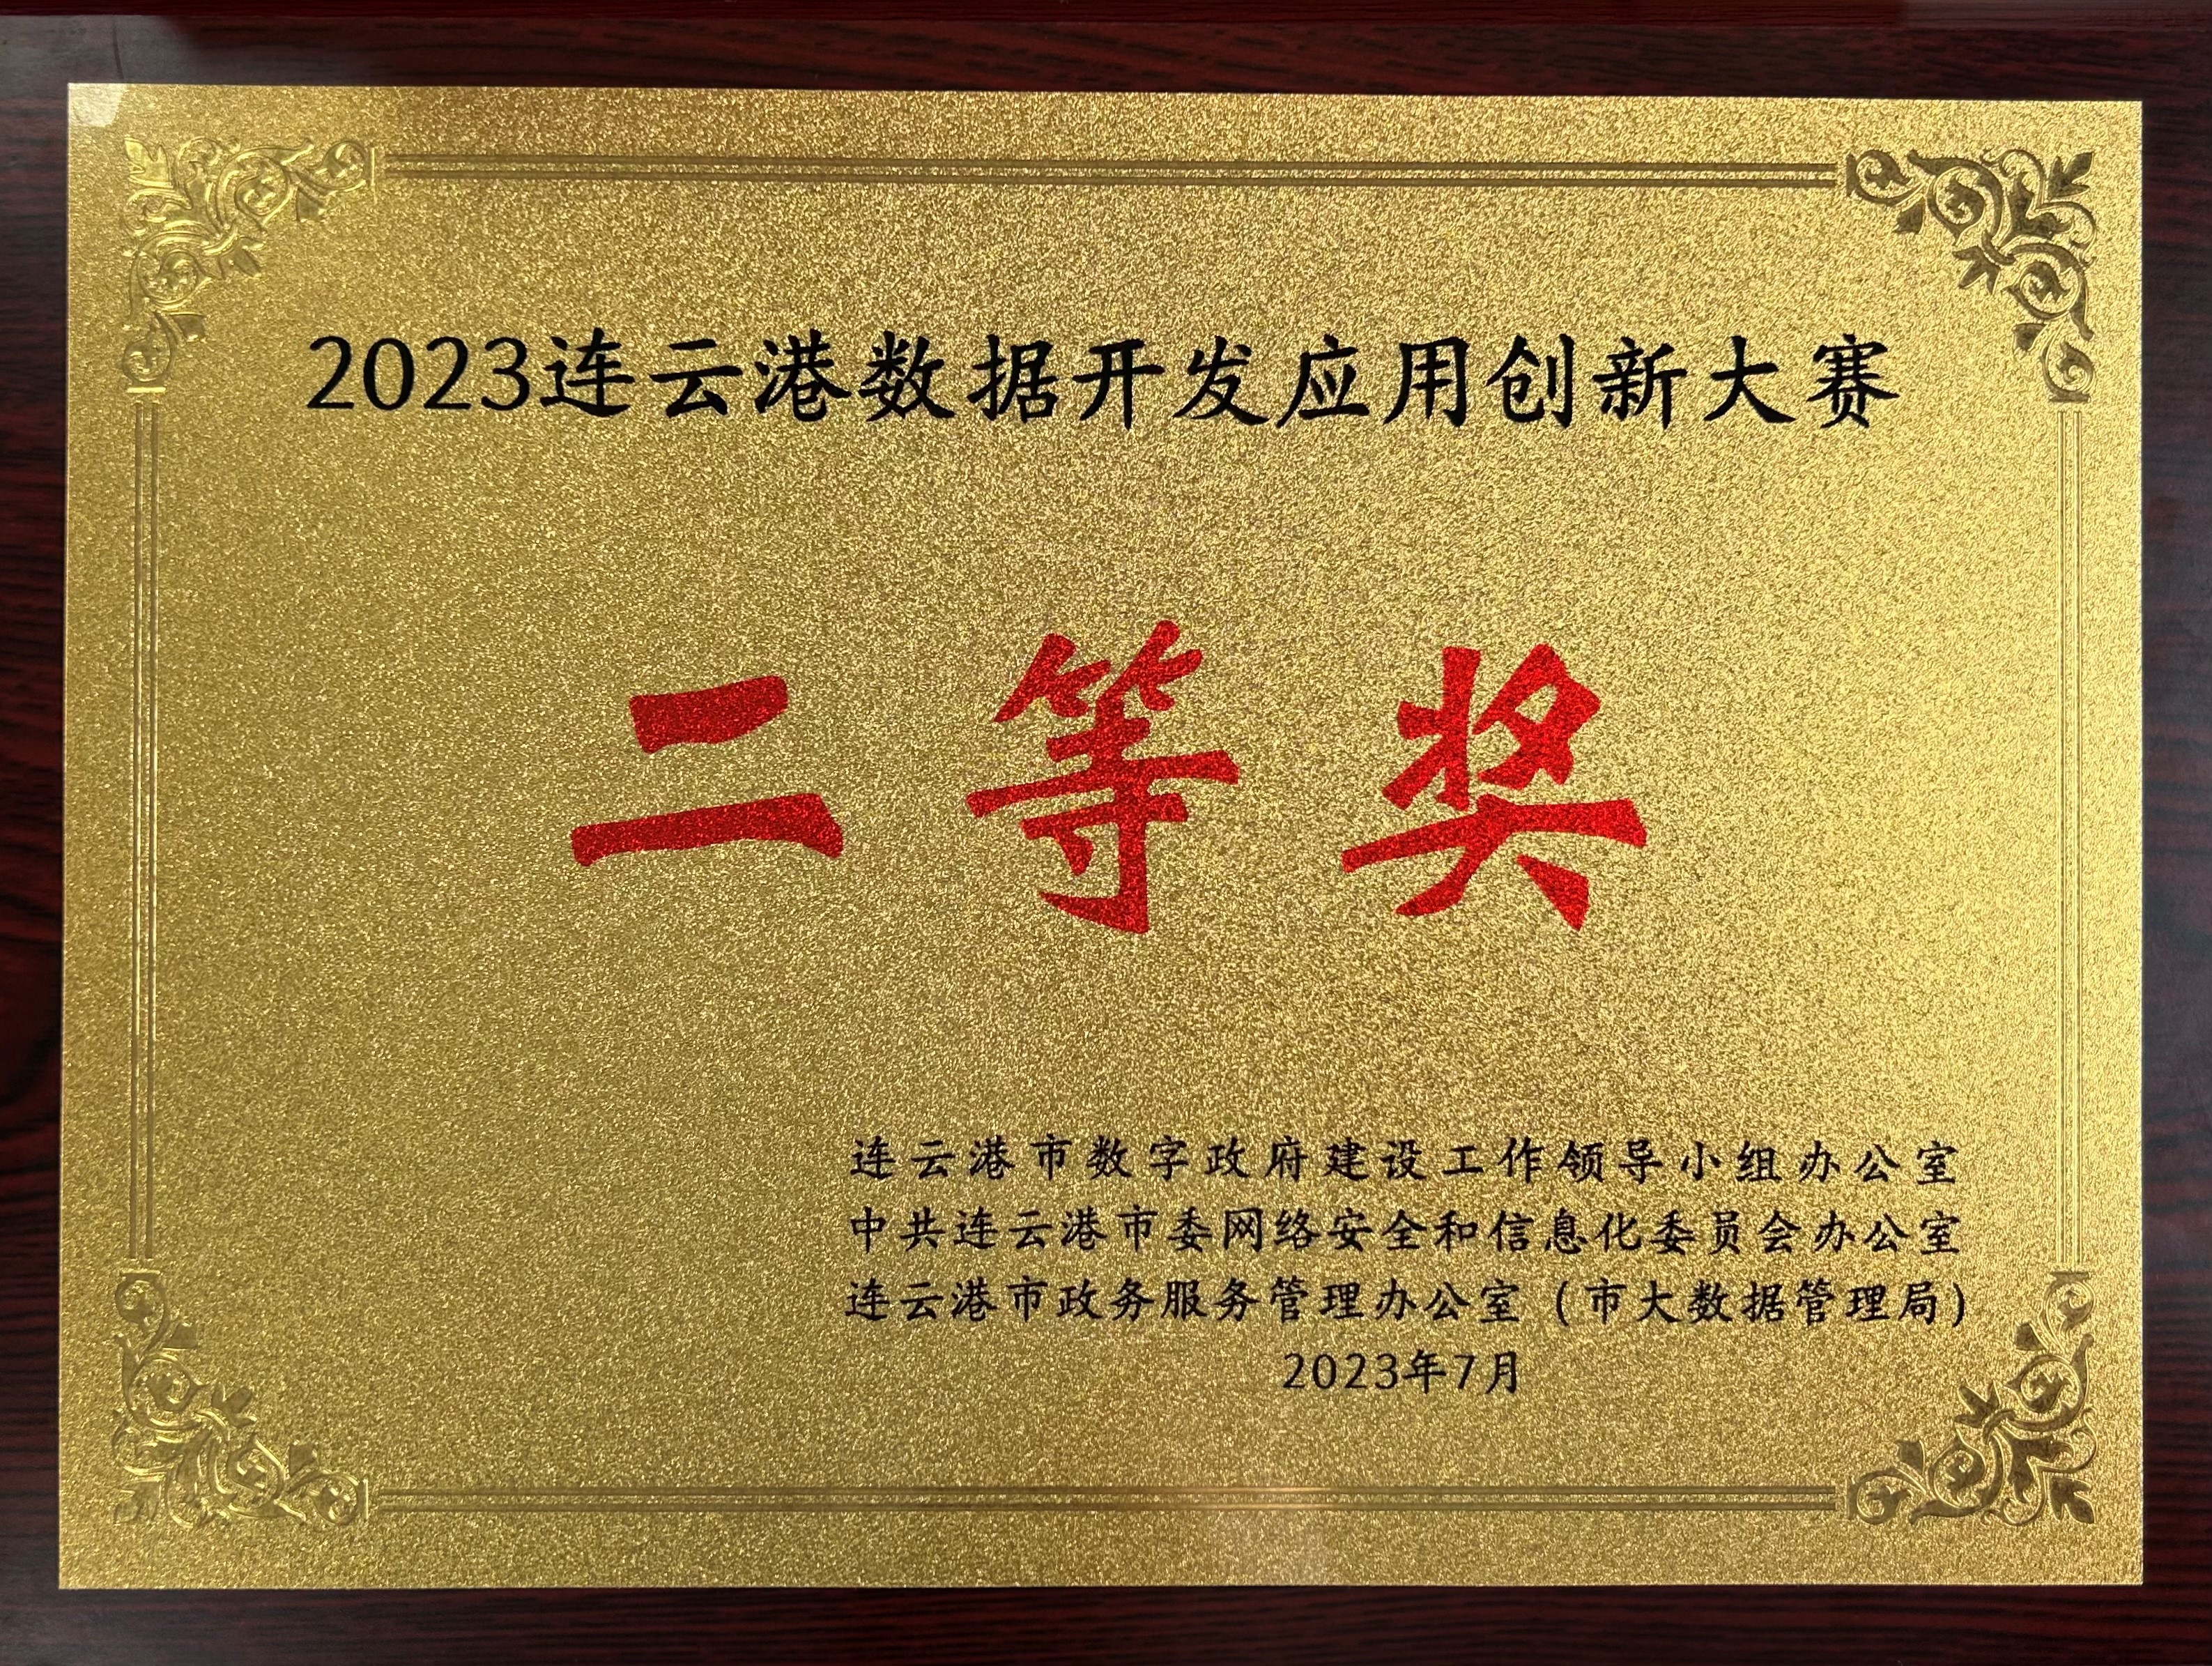 2023连云港数据开发应用创新大赛
二等奖
连云港市数字政府建设工作领导小组办公室
中共连云港市委网络安全和信息化委员会办公室
连云港市政务服务管理办公室（市大数据管理局）
2023年7月